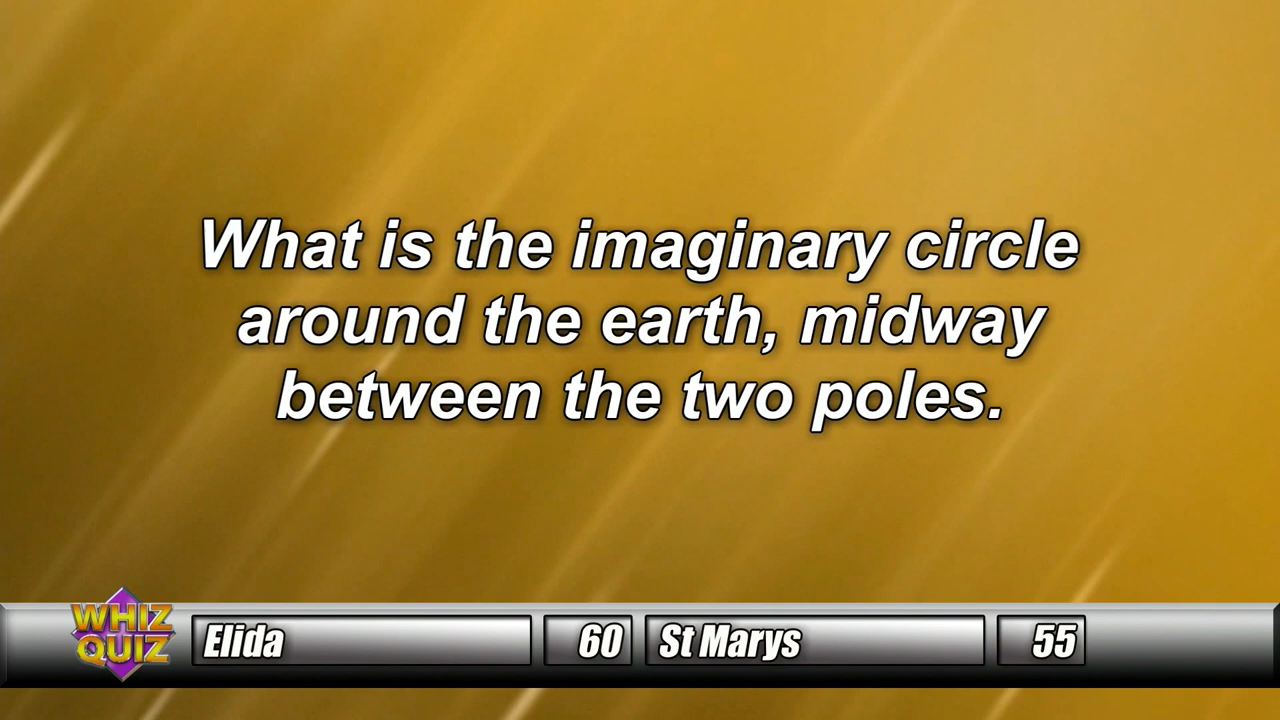 What is the imaginary circle
around the earth, midway
between the two poles.
WHIZ
QUIZ
Elida 60 St Marys 55